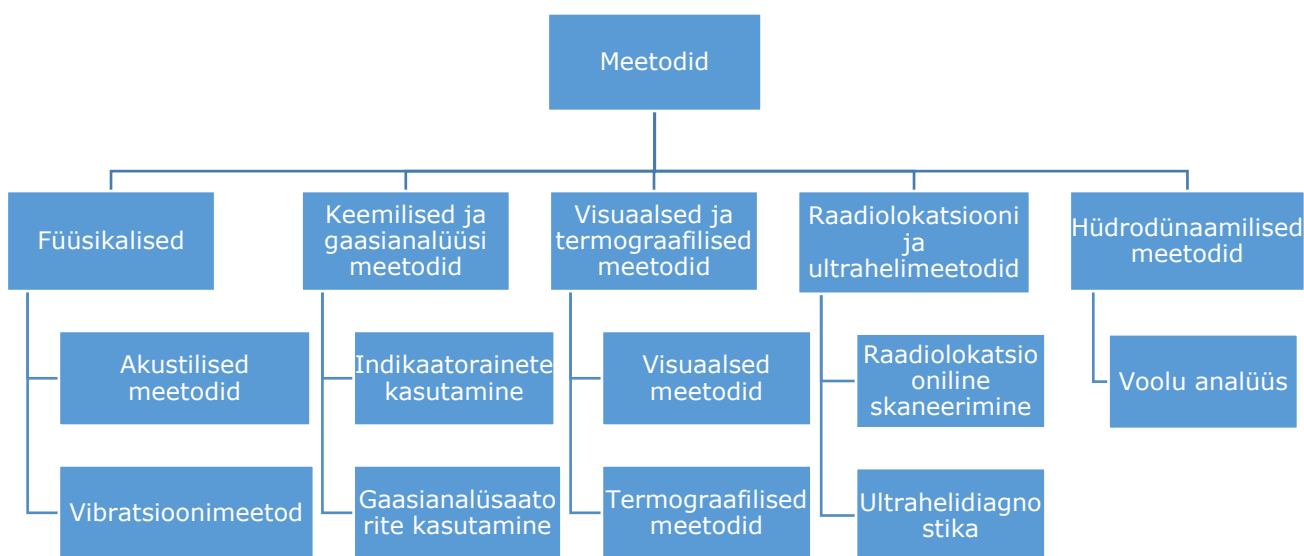 Meetodid
Füüsikalised
Keemilised ja
gaasianalüüsi
meetodid
Visuaalsed ja
termograafilised
meetodid
Raadiolokatsiooni
ja
ultrahelimeetodid
Hüdrodünaamilised
meetodid
Akustilised
meetodid
Indikaatorainete
kasutamine
Visuaalsed
meetodid
Raadiolokatsio
oniline
skaneerimine
Voolu analüüs
Vibratsioonimeetod
Gaasianalüsaato
rite kasutamine
Termograafilised
meetodid
Ultrahelidiagno
stika